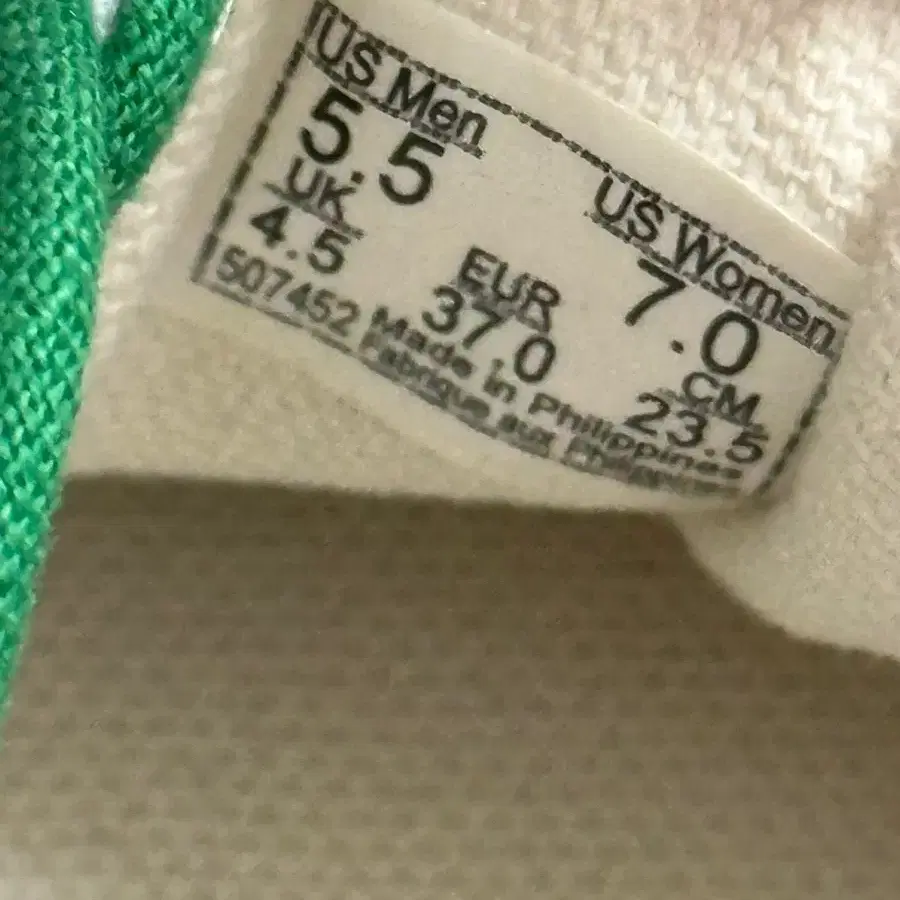 US Men
5.5
US Women
7.0
UK
4.5
EUR
37.0
CM
23.5
507452 Made in Philippines
Fabrique aux Philippines